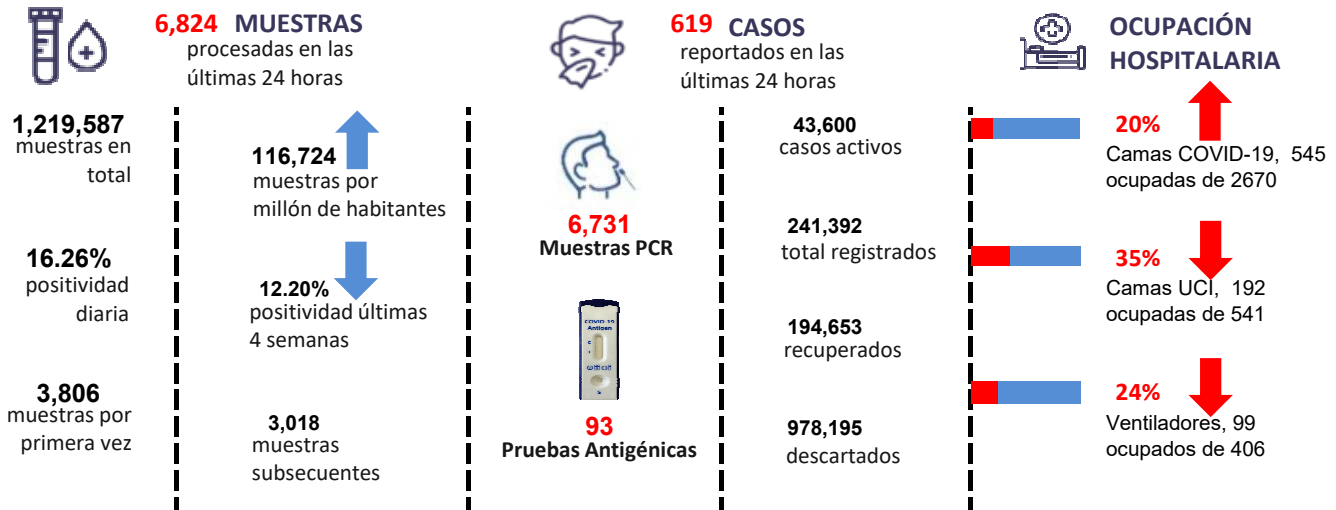 6,824 MUESTRAS
procesadas en las
últimas 24 horas
1,219,587
muestras en
total
16.26%
positividad
diaria
3,806
muestras por
primera vez
116,724
muestras por
millón de habitantes
12.20%
positividad últimas
4 semanas
3,018
muestras
subsecuentes
619 CASOS
reportados en las
últimas 24 horas
6,731
Muestras PCR
COVID-19
Antigen
93
Pruebas Antigénicas
43,600
casos activos
241,392
total registrados
194,653
recuperados
978,195
descartados
OCUPACIÓN
HOSPITALARIA
20%
Camas COVID-19, 545
ocupadas de 2670
35%
Camas UCI, 192
ocupadas de 541
24%
Ventiladores, 99
ocupados de 406